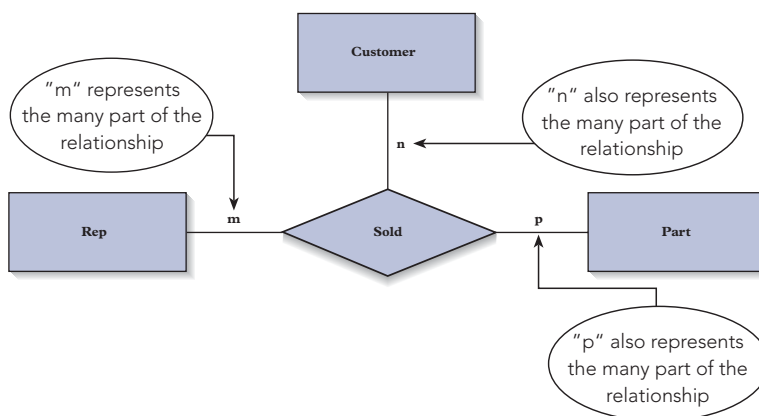 Customer
"m" represents
the many part of the
relationship
"n" also represents
the many part of the
relationship
n
Rep
m
Sold
p
Part
"p" also represents
the many part of the
relationship